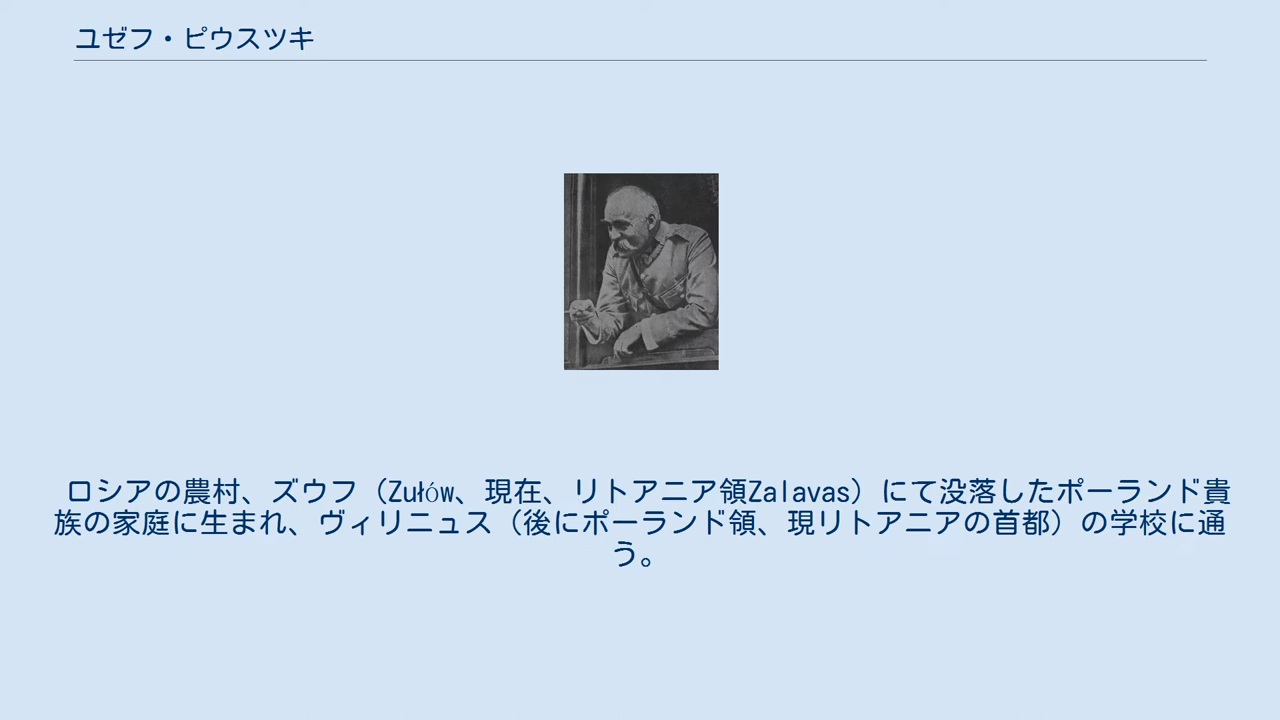 ユゼフ・ピウスツキ
ロシアの農村、ズウフ（Zułów、現在、リトアニア領Zalavas）にて没落したポーランド貴
族の家庭に生まれ、ヴィリニュス（後にポーランド領、現リトアニアの首都）の学校に通
う。